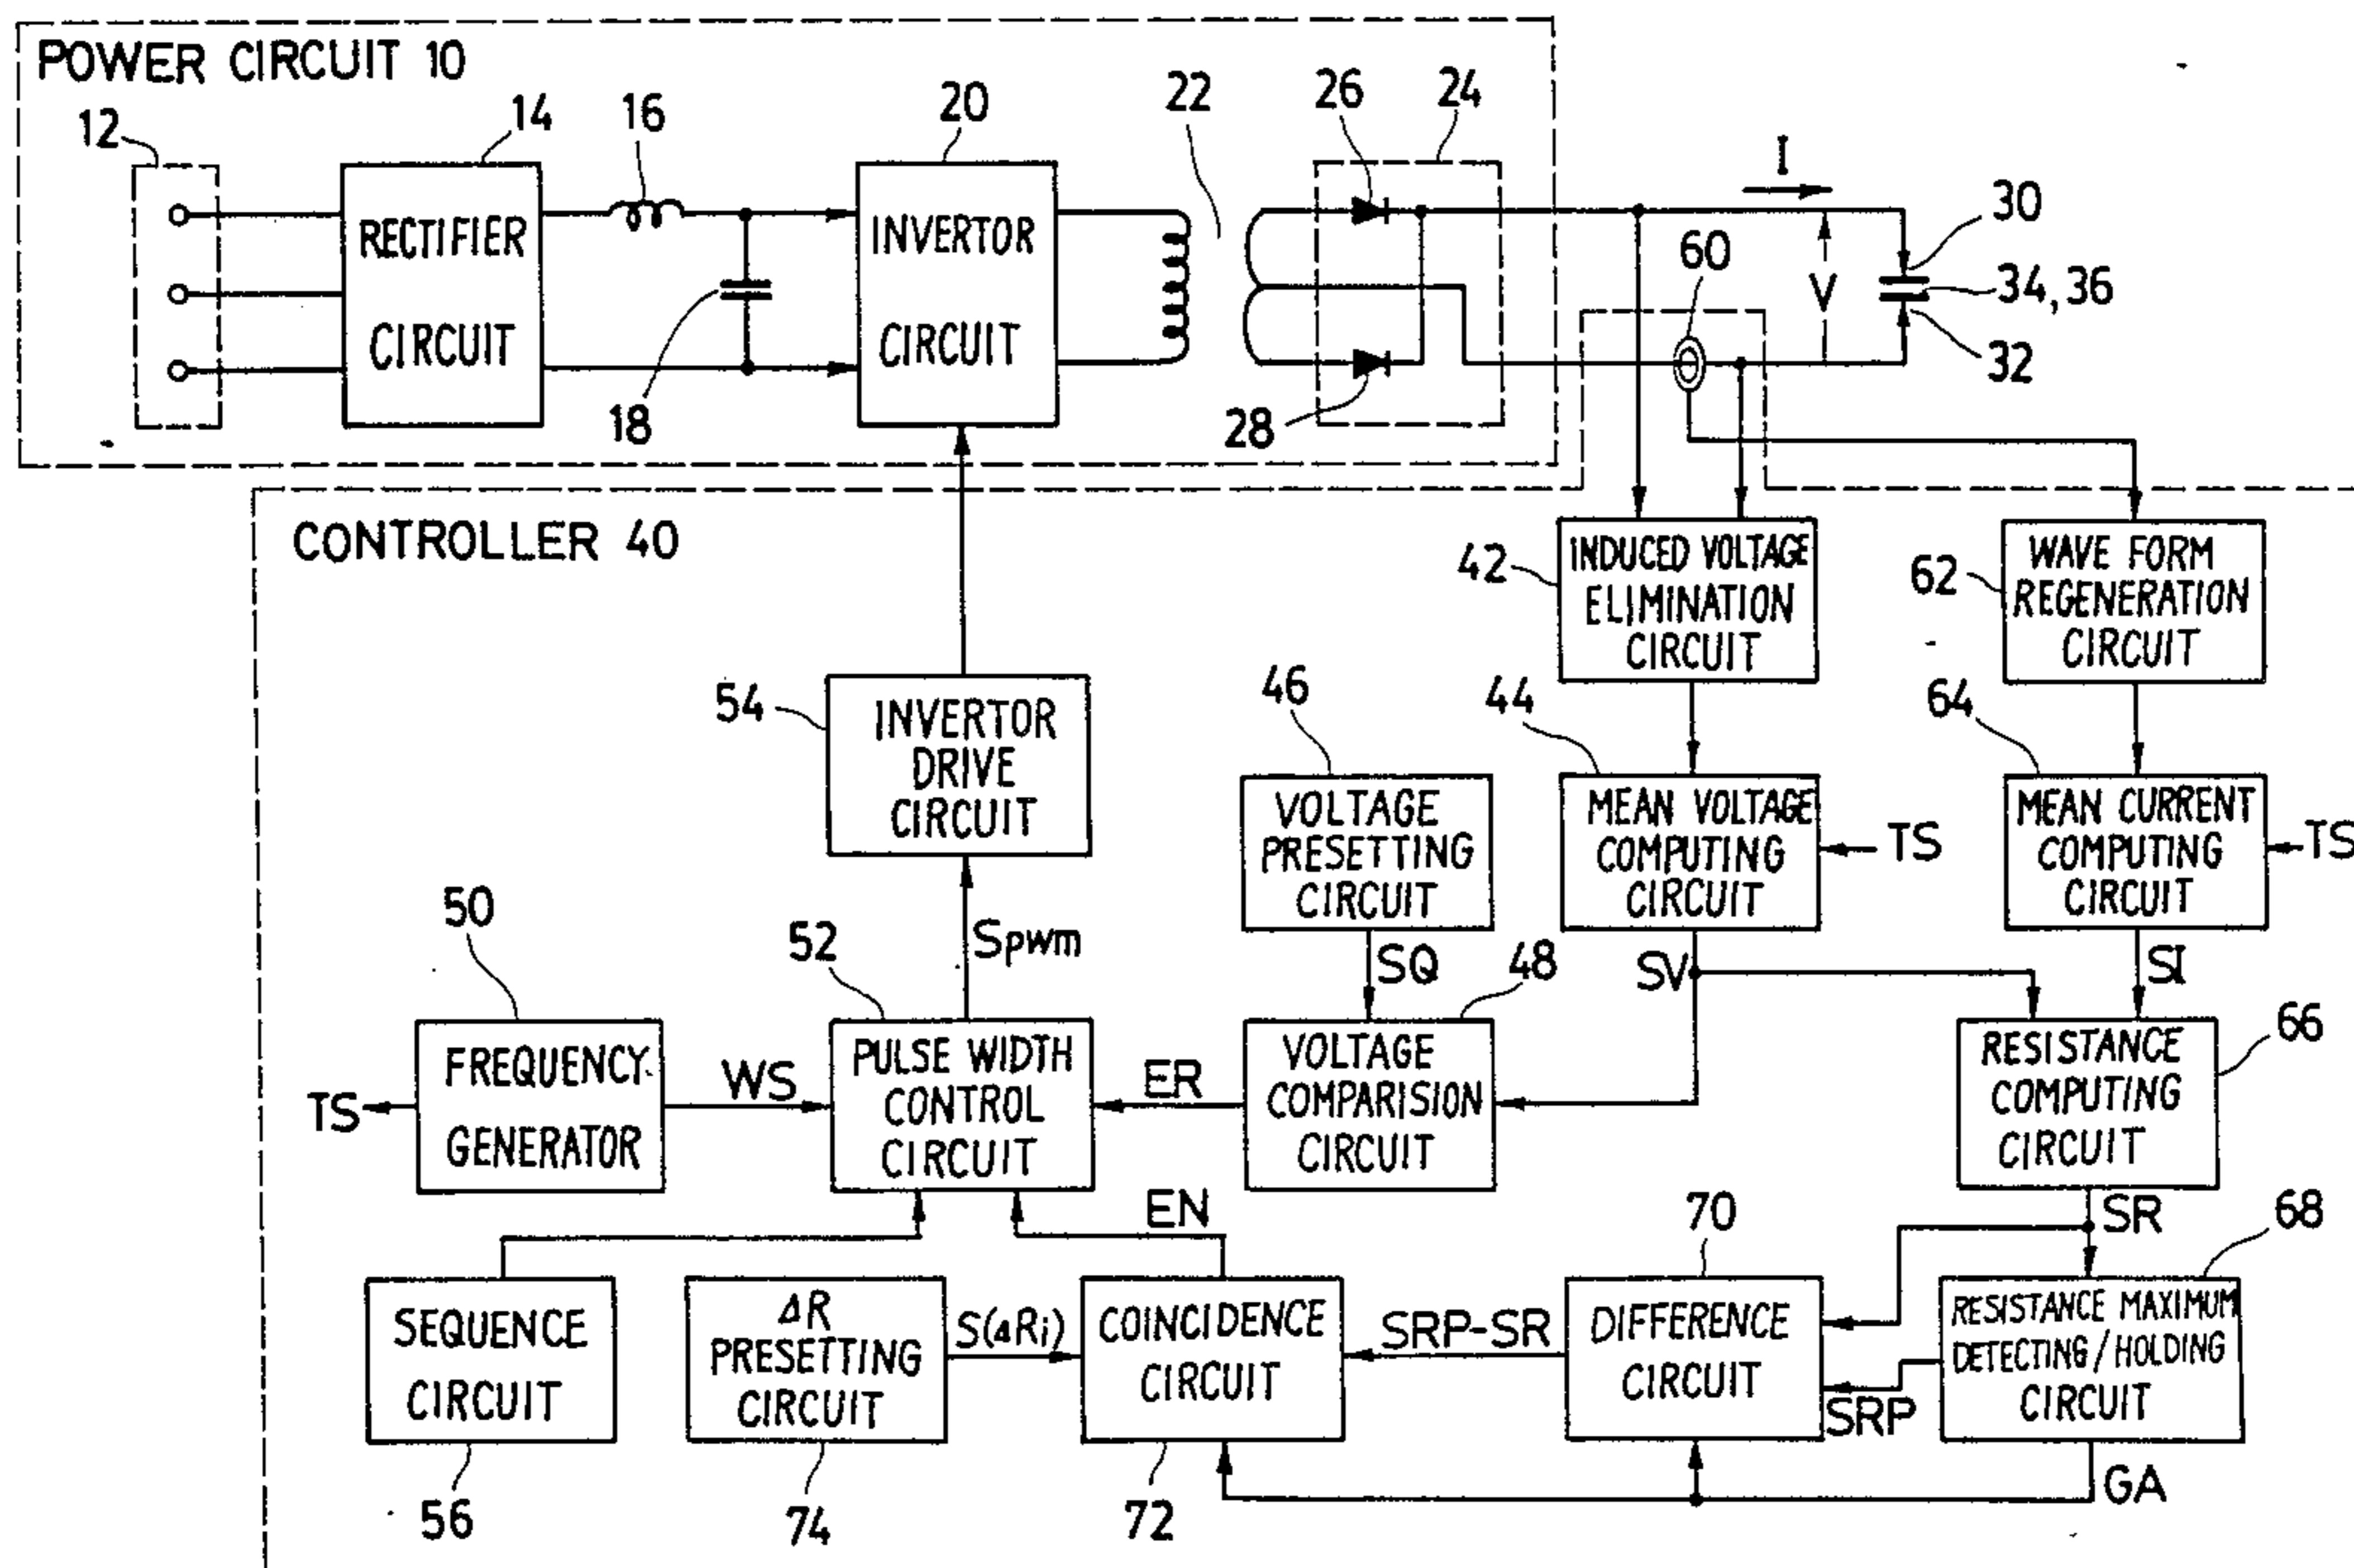 POWER CIRCUIT 10
12
14
16
20
22
26
24
I
RECTIFIER
CIRCUIT
18
INVERTOR
CIRCUIT
28
60
V
30
34, 36
32
CONTROLLER 40
42
INDUCED VOLTAGE
ELIMINATION
CIRCUIT
62
WAVE FORM
REGENERATION
CIRCUIT
54
INVERTOR
DRIVE
CIRCUIT
46
VOLTAGE
PRESETTING
CIRCUIT
44
MEAN VOLTAGE
COMPUTING
CIRCUIT
TS
64
MEAN CURRENT
COMPUTING
CIRCUIT
TS
50
52
Spwm
SQ
48
SV
SI
66
TS
FREQUENCY
GENERATOR
WS
PULSE WIDTH
CONTROL
CIRCUIT
ER
VOLTAGE
COMPARISION
CIRCUIT
RESISTANCE
COMPUTING
CIRCUIT
EN
70
SR
68
SEQUENCE
CIRCUIT
56
ΔR
PRESETTING
CIRCUIT
74
S(ΔRi)
COINCIDENCE
CIRCUIT
72
SRP-SR
DIFFERENCE
CIRCUIT
SRP
RESISTANCE MAXIMUM
DETECTING/HOLDING
CIRCUIT
GA